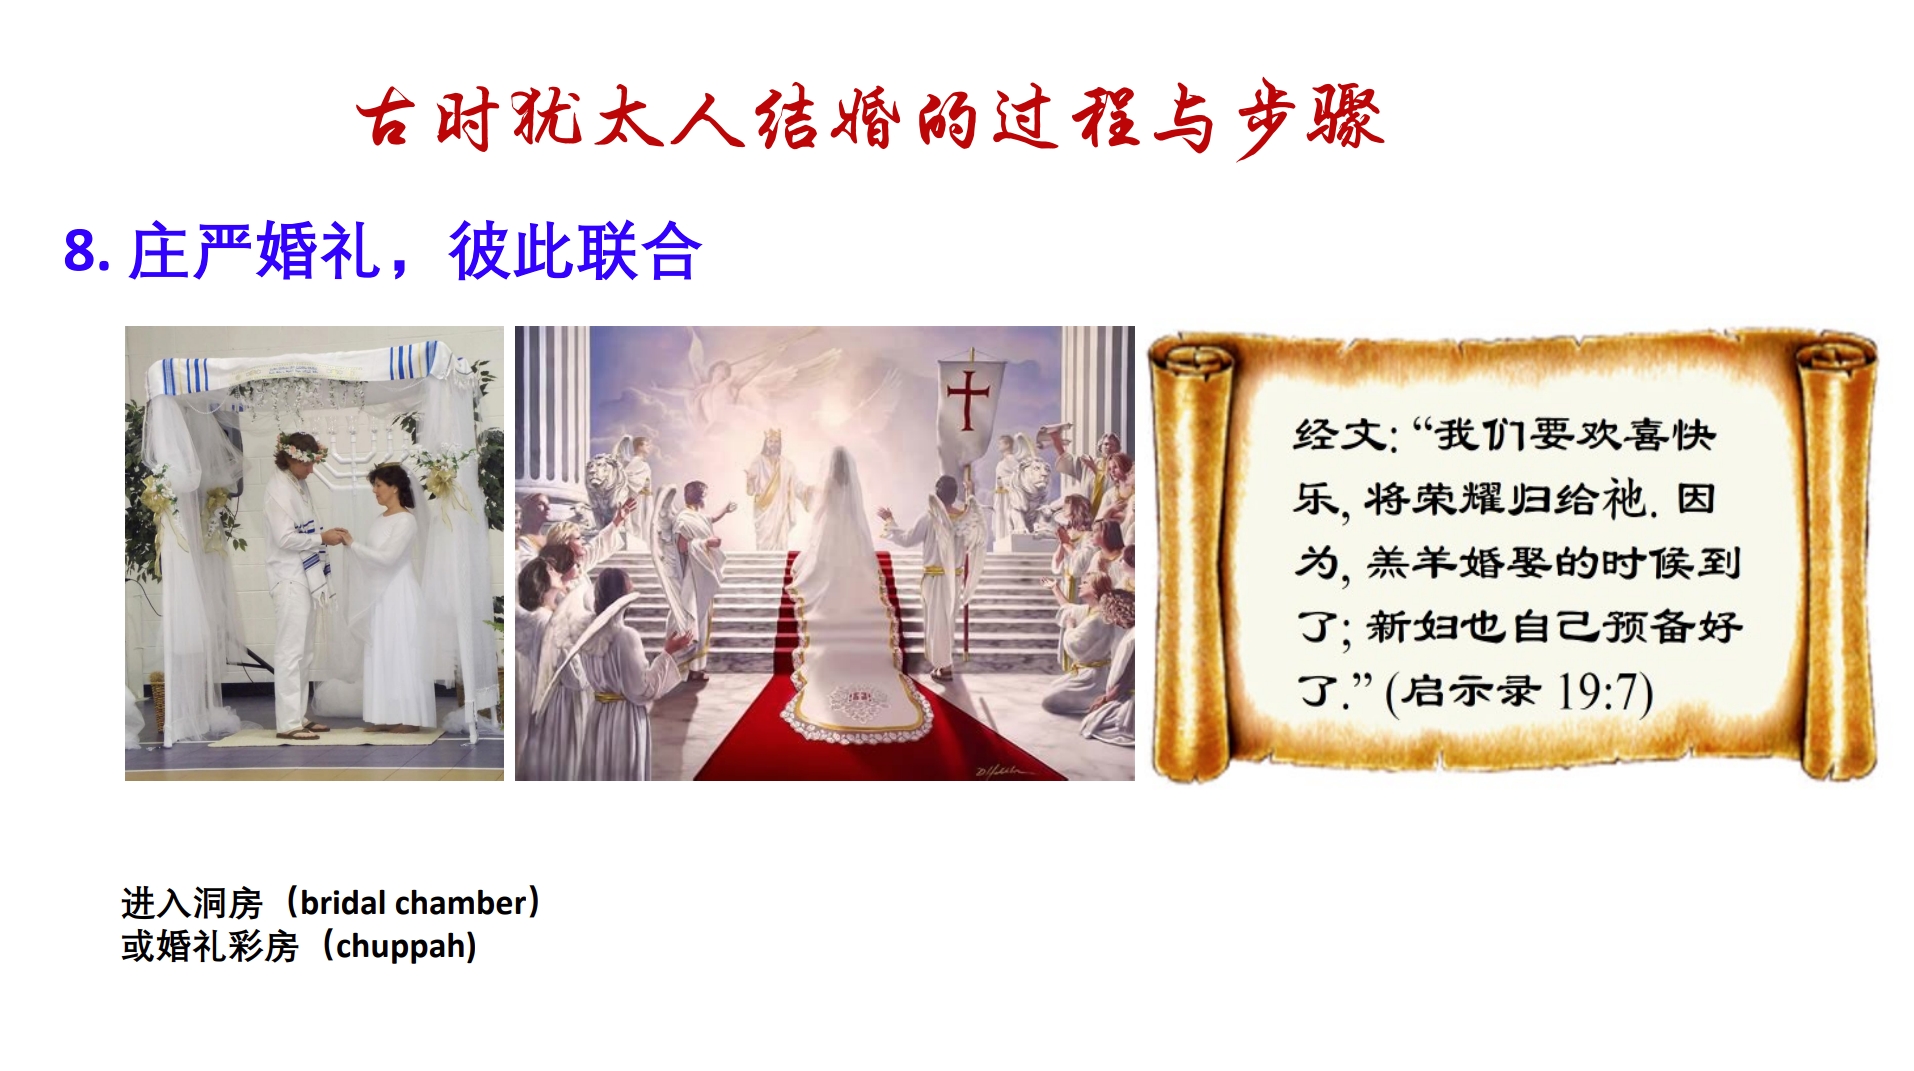 古时犹太人结婚的过程与步骤
8. 庄严婚礼，彼此联合
经文: “我们要欢喜快
乐, 将荣耀归给祂. 因
为, 羔羊婚娶的时候到
了; 新妇也自己预备好
了.” (启示录 19:7)
进入洞房（bridal chamber）
或婚礼彩房（chuppah)